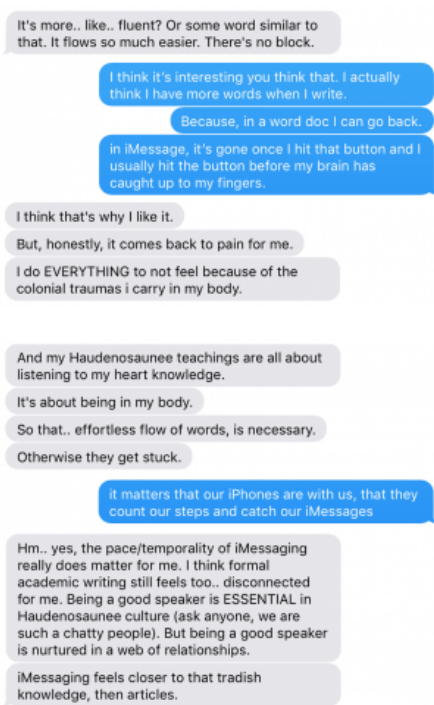 It's more.. like.. fluent? Or some word similar to
that. It flows so much easier. There's no block.
I think it's interesting you think that. I actually
think I have more words when I write.
Because, in a word doc I can go back.
in iMessage, it's gone once I hit that button and I
usually hit the button before my brain has
caught up to my fingers.
I think that's why I like it.
But, honestly, it comes back to pain for me.
I do EVERYTHING to not feel because of the
colonial traumas i carry in my body.
And my Haudenosaunee teachings are all about
listening to my heart knowledge.
It's about being in my body.
So that.. effortless flow of words, is necessary.
Otherwise they get stuck.
it matters that our iPhones are with us, that they
count our steps and catch our iMessages
Hm.. yes, the pace/temporality of iMessaging
really does matter for me. I think formal
academic writing still feels too.. disconnected
for me. Being a good speaker is ESSENTIAL in
Haudenosaunee culture (ask anyone, we are
such a chatty people). But being a good speaker
is nurtured in a web of relationships.
iMessaging feels closer to that tradish
knowledge, then articles.